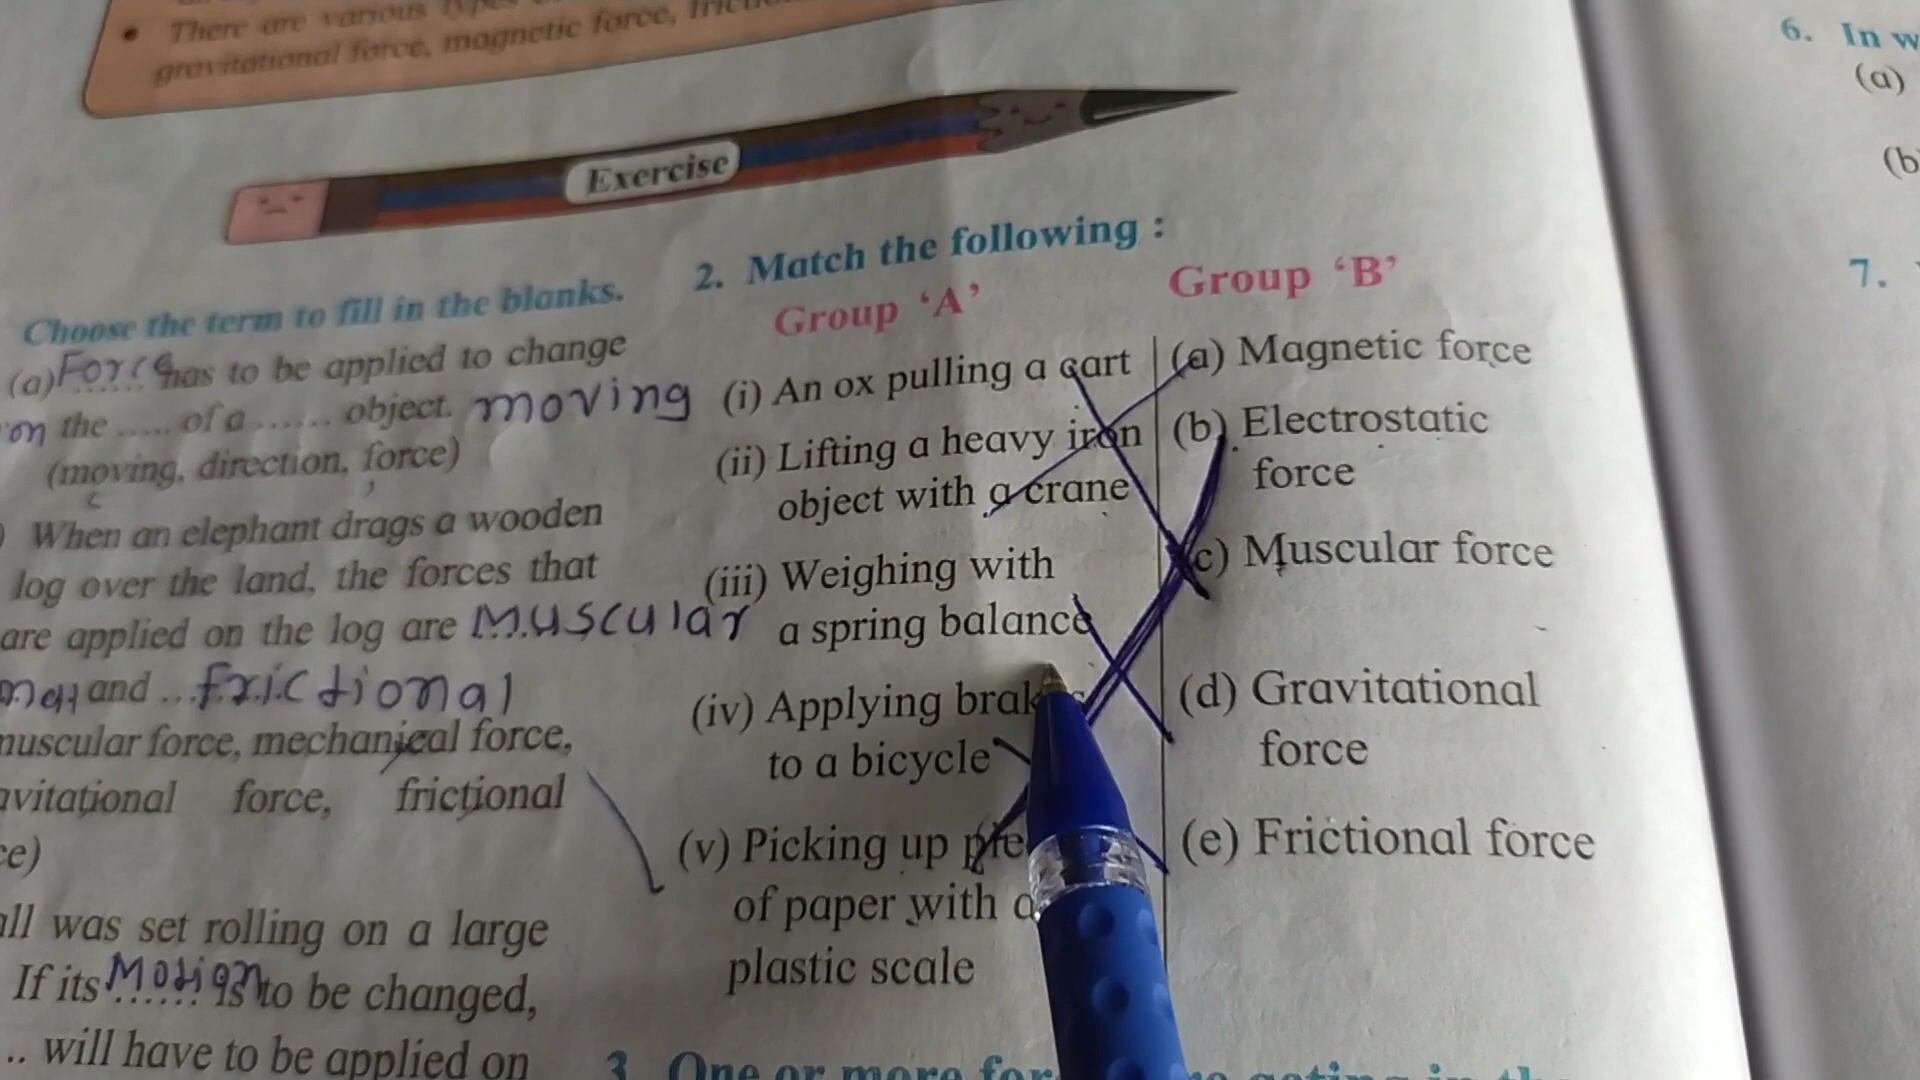 There are various types
gravitational force, magnetic force,
Exercise
Choose the term to fill in the blanks.
(a) Force has to be applied to change
on the ..... of a ...... object. moving
(moving, direction, force)
When an elephant drags a wooden
log over the land, the forces that
are applied on the log are Muscular
and ... frictional
muscular force, mechanical force,
gravitational force, frictional
ce)
all was set rolling on a large
If its Motion is to be changed,
.. will have to be applied on
2. Match the following :
Group ‘A’
(i) An ox pulling a cart
(ii) Lifting a heavy iron
object with a crane
(iii) Weighing with
a spring balance
(iv) Applying brakes
to a bicycle
(v) Picking up pie
of paper with a
plastic scale
Group ‘B’
(a) Magnetic force
(b) Electrostatic
force
(c) Muscular force
(d) Gravitational
force
(e) Frictional force
3. One or more for
acting in the
6. In w
(a)
(b
7.